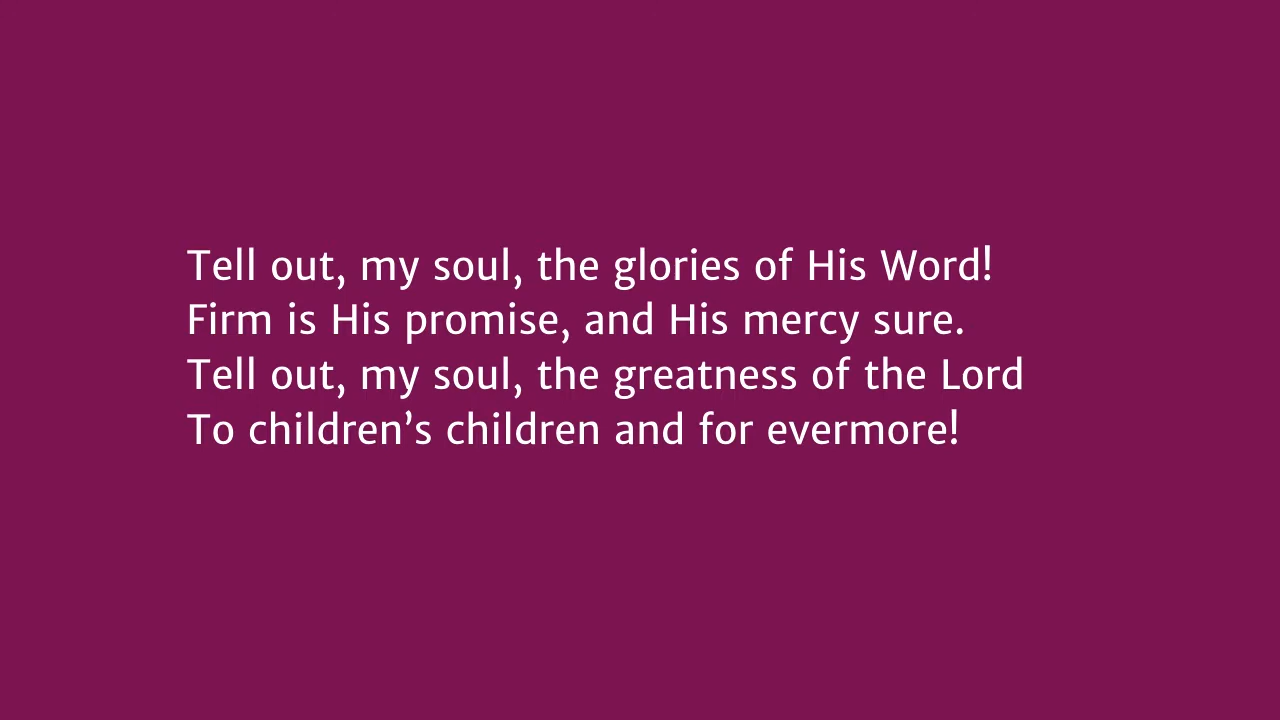 Tell out, my soul, the glories of His Word!
Firm is His promise, and His mercy sure.
Tell out, my soul, the greatness of the Lord
To children’s children and for evermore!